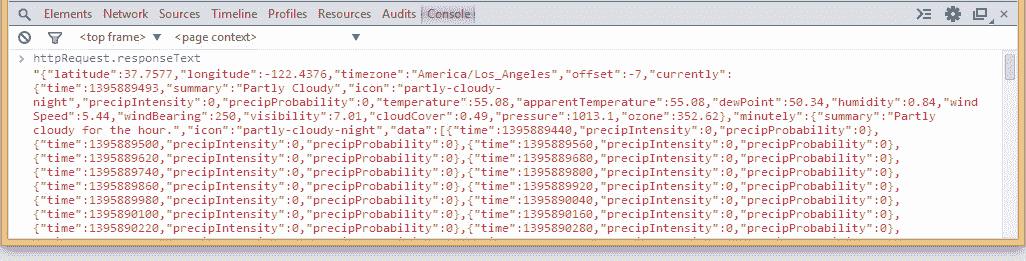 Elements Network Sources Timeline Profiles Resources Audits Console
<top frame> <page context>
httpRequest.responseText
"{"latitude":37.7577,"longitude":-122.4376,"timezone":"America/Los_Angeles","offset":-7,"currently":
{"time":1395889493,"summary":"Partly Cloudy","icon":"partly-cloudy-
night","precipIntensity":0,"precipProbability":0,"temperature":55.08,"apparentTemperature":55.08,"dewPoint":50.34,"humidity":0.84,"wind
Speed":5.44,"windBearing":250,"visibility":7.01,"cloudCover":0.49,"pressure":1013.1,"ozone":352.62},"minutely":{"summary":"Partly
cloudy for the hour.","icon":"partly-cloudy-night","data":[{"time":1395889440,"precipIntensity":0,"precipProbability":0},
{"time":1395889500,"precipIntensity":0,"precipProbability":0},{"time":1395889560,"precipIntensity":0,"precipProbability":0},
{"time":1395889620,"precipIntensity":0,"precipProbability":0},{"time":1395889680,"precipIntensity":0,"precipProbability":0},
{"time":1395889740,"precipIntensity":0,"precipProbability":0},{"time":1395889800,"precipIntensity":0,"precipProbability":0},
{"time":1395889860,"precipIntensity":0,"precipProbability":0},{"time":1395889920,"precipIntensity":0,"precipProbability":0},
{"time":1395889980,"precipIntensity":0,"precipProbability":0},{"time":1395890040,"precipIntensity":0,"precipProbability":0},
{"time":1395890100,"precipIntensity":0,"precipProbability":0},{"time":1395890160,"precipIntensity":0,"precipProbability":0},
{"time":1395890220,"precipIntensity":0,"precipProbability":0},{"time":1395890280,"precipIntensity":0,"precipProbability":0},